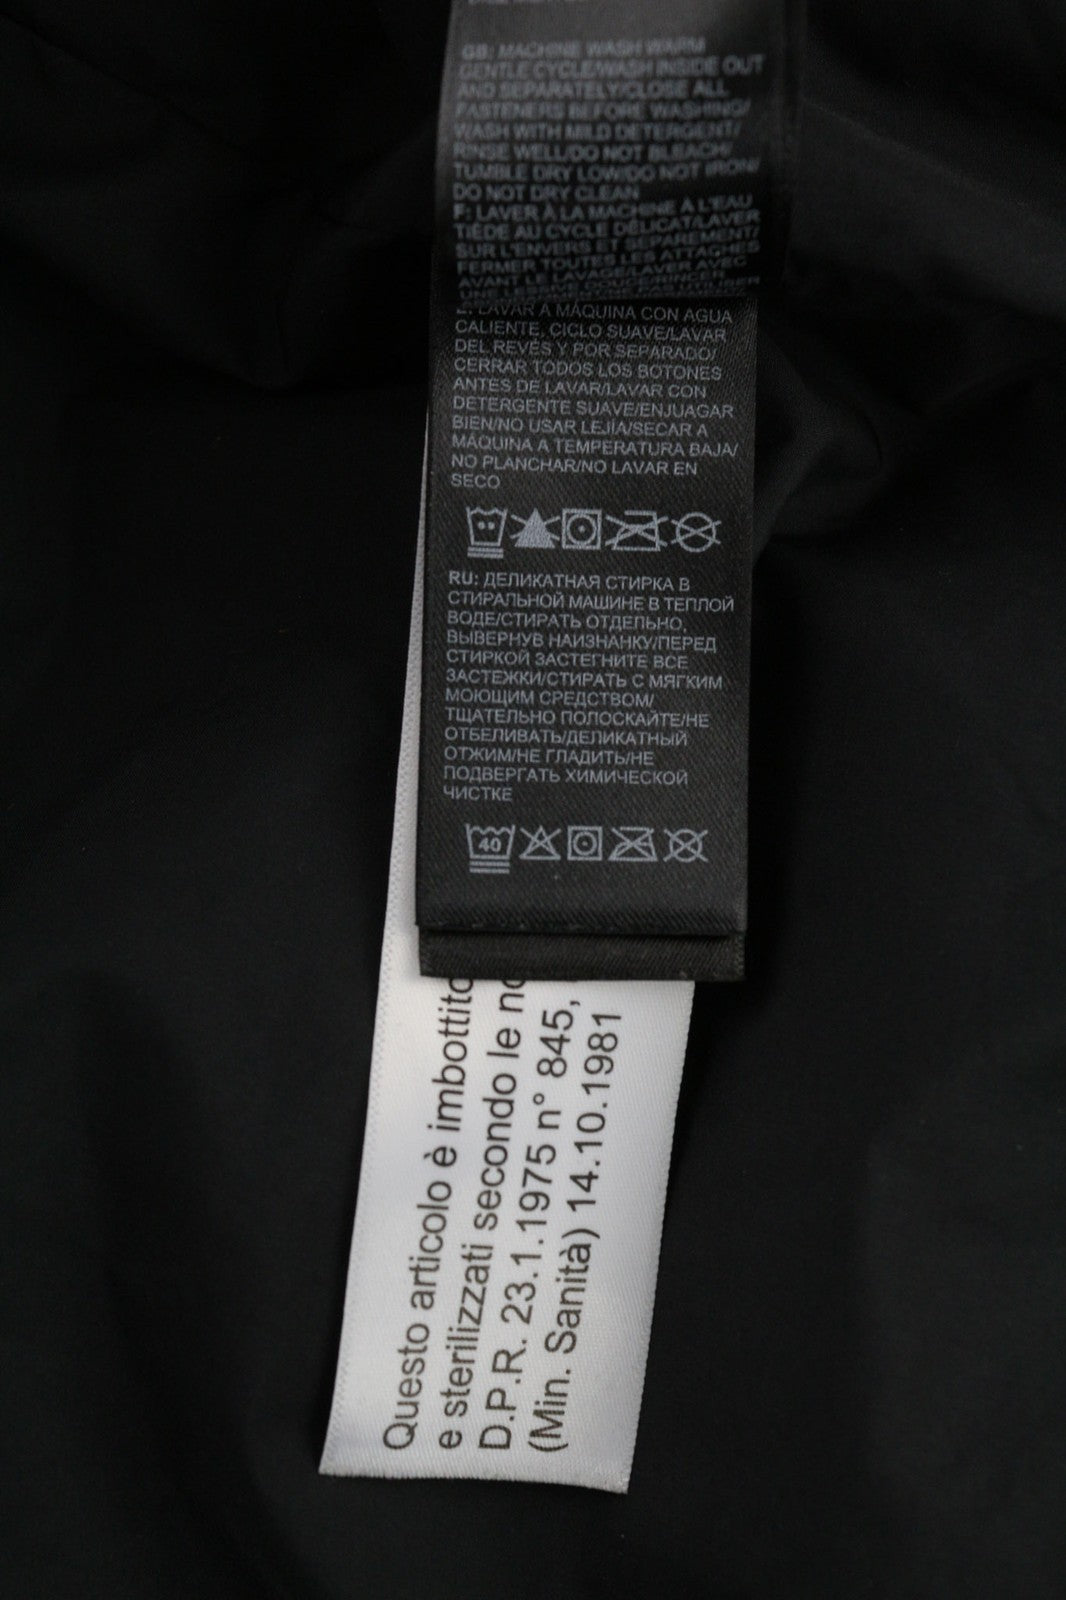 GB: MACHINE WASH WARM
GENTLE CYCLE/WASH INSIDE OUT
AND SEPARATELY/CLOSE ALL
FASTENERS BEFORE WASHING/
WASH WITH MILD DETERGENT/
RINSE WELL/DO NOT BLEACH/
TUMBLE DRY LOW/DO NOT IRON/
DO NOT DRY CLEAN
F: LAVER À LA MACHINE À L'EAU
TIÈDE AU CYCLE DÉLICAT/LAVER
SUR L'ENVERS ET SÉPAREMENT/
FERMER TOUTES LES ATTACHES
AVANT LE LAVAGE/LAVER AVEC
E: LAVAR A MÁQUINA CON AGUA
CALIENTE, CICLO SUAVE/LAVAR
DEL REVÉS Y POR SEPARADO/
CERRAR TODOS LOS BOTONES
ANTES DE LAVAR/LAVAR CON
DETERGENTE SUAVE/ENJUAGAR
BIEN/NO USAR LEJÍA/SECAR A
MÁQUINA A TEMPERATURA BAJA/
NO PLANCHAR/NO LAVAR EN
SECO
RU: ДЕЛИКАТНАЯ СТИРКА В
СТИРАЛЬНОЙ МАШИНЕ В ТЕПЛОЙ
ВОДЕ/СТИРАТЬ ОТДЕЛЬНО,
ВЫВЕРНУВ НАИЗНАНКУ/ПЕРЕД
СТИРКОЙ ЗАСТЕГНИТЕ ВСЕ
ЗАСТЕЖКИ/СТИРАТЬ С МЯГКИМ
МОЮЩИМ СРЕДСТВОМ/
ТЩАТЕЛЬНО ПОЛОСКАЙТЕ/НЕ
ОТБЕЛИВАТЬ/ДЕЛИКАТНЫЙ
ОТЖИМ/НЕ ГЛАДИТЬ/НЕ
ПОДВЕРГАТЬ ХИМИЧЕСКОЙ
ЧИСТКЕ
40
Questo articolo è imbottito
e sterilizzati secondo le no
D.P.R. 23.1.1975 n° 845,
(Min. Sanità) 14.10.1981